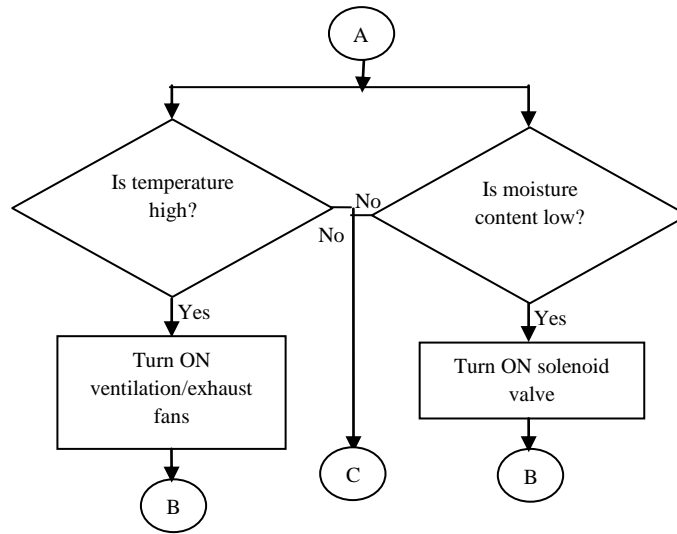 A
Is temperature
high?
No
No
Is moisture
content low?
Yes
Yes
Turn ON
ventilation/exhaust
fans
Turn ON solenoid
valve
B
C
B